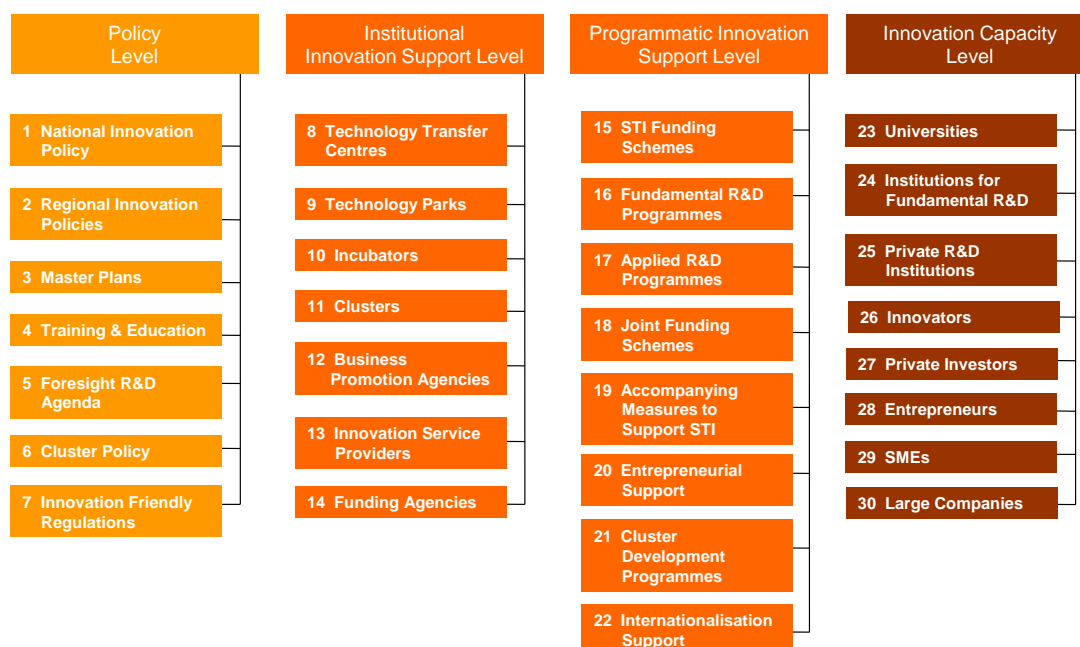 Policy
Level
1 National Innovation
Policy
2 Regional Innovation
Policies
3 Master Plans
4 Training & Education
5 Foresight R&D
Agenda
6 Cluster Policy
7 Innovation Friendly
Regulations
Institutional
Innovation Support Level
8 Technology Transfer
Centres
9 Technology Parks
10 Incubators
11 Clusters
12 Business
Promotion Agencies
13 Innovation Service
Providers
14 Funding Agencies
Programmatic Innovation
Support Level
15 STI Funding
Schemes
16 Fundamental R&D
Programmes
17 Applied R&D
Programmes
18 Joint Funding
Schemes
19 Accompanying
Measures to
Support STI
20 Entrepreneurial
Support
21 Cluster
Development
Programmes
22 Internationalisation
Support
Innovation Capacity
Level
23 Universities
24 Institutions for
Fundamental R&D
25 Private R&D
Institutions
26 Innovators
27 Private Investors
28 Entrepreneurs
29 SMEs
30 Large Companies